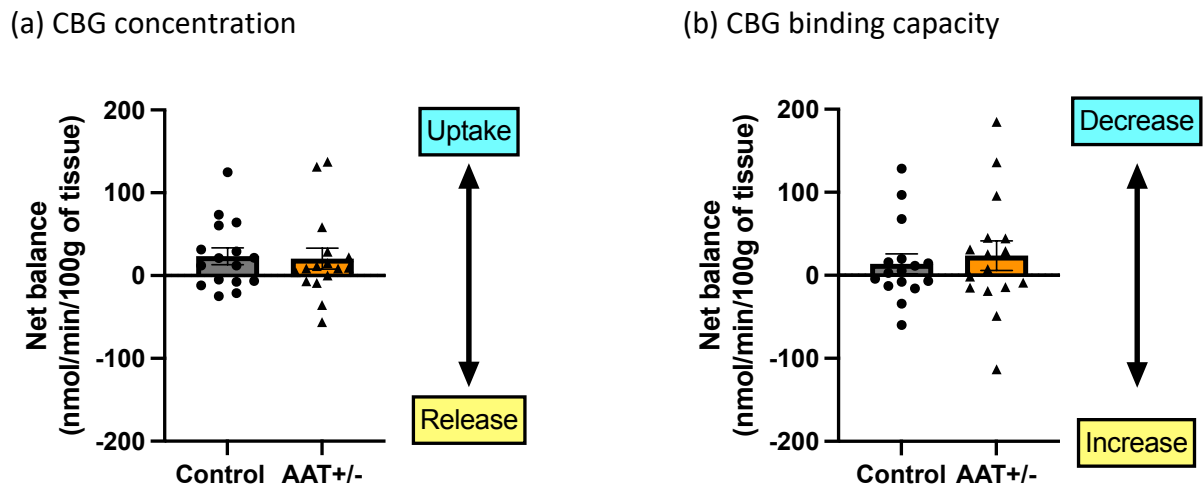 (a) CBG concentration
Net balance
(nmol/min/100g of tissue)
200
100
0
-100
-200
Control
AAT+/-
Uptake
Release
(b) CBG binding capacity
Net balance
(nmol/min/100g of tissue)
200
100
0
-100
-200
Control
AAT+/-
Decrease
Increase